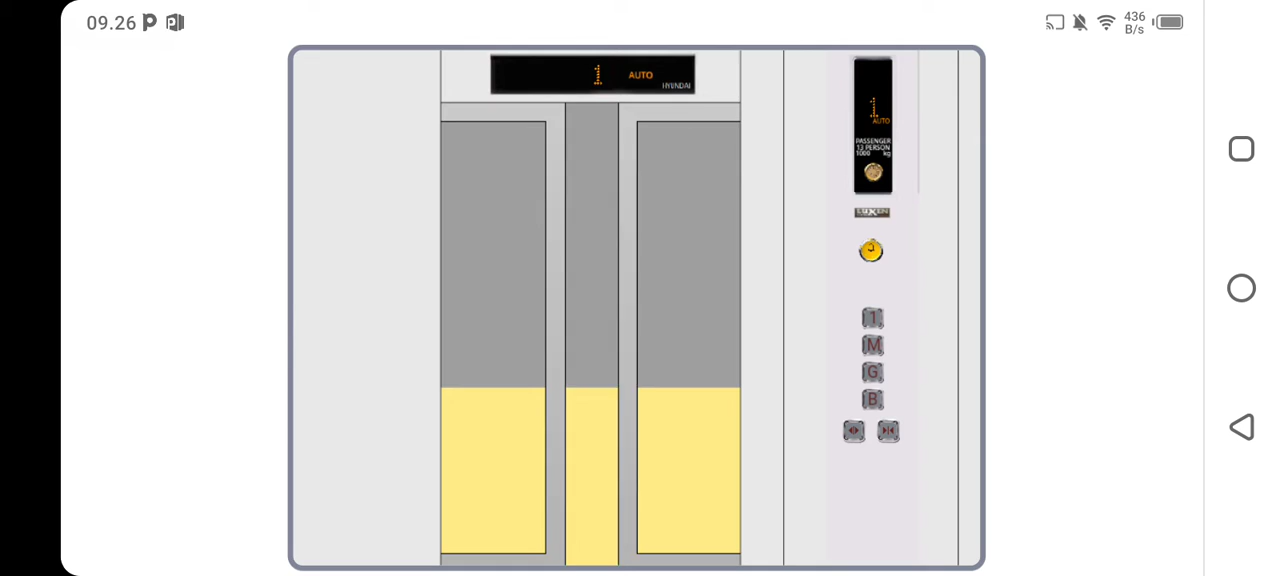 09.26
436
B/s
1 AUTO
HYUNDAI
1
AUTO
PASSENGER
13 PERSON
1000 kg
LUXEN
1
M
G
B